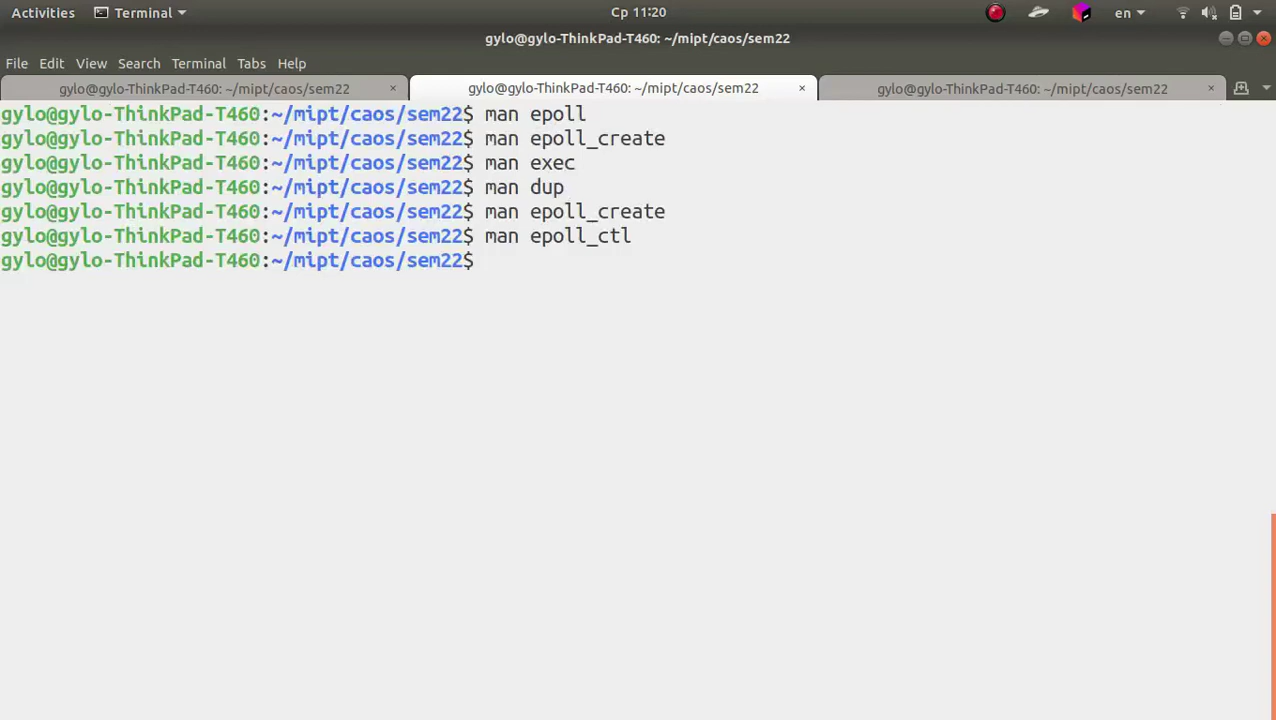 Activities Terminal Ср 11:20 en
gylo@gylo-ThinkPad-T460: ~/mipt/caos/sem22
File Edit View Search Terminal Tabs Help
gylo@gylo-ThinkPad-T460: ~/mipt/caos/sem22 × gylo@gylo-ThinkPad-T460: ~/mipt/caos/sem22 × gylo@gylo-ThinkPad-T460: ~/mipt/caos/sem22 ×
gylo@gylo-ThinkPad-T460:~/mipt/caos/sem22$ man epoll
gylo@gylo-ThinkPad-T460:~/mipt/caos/sem22$ man epoll_create
gylo@gylo-ThinkPad-T460:~/mipt/caos/sem22$ man exec
gylo@gylo-ThinkPad-T460:~/mipt/caos/sem22$ man dup
gylo@gylo-ThinkPad-T460:~/mipt/caos/sem22$ man epoll_create
gylo@gylo-ThinkPad-T460:~/mipt/caos/sem22$ man epoll_ctl
gylo@gylo-ThinkPad-T460:~/mipt/caos/sem22$